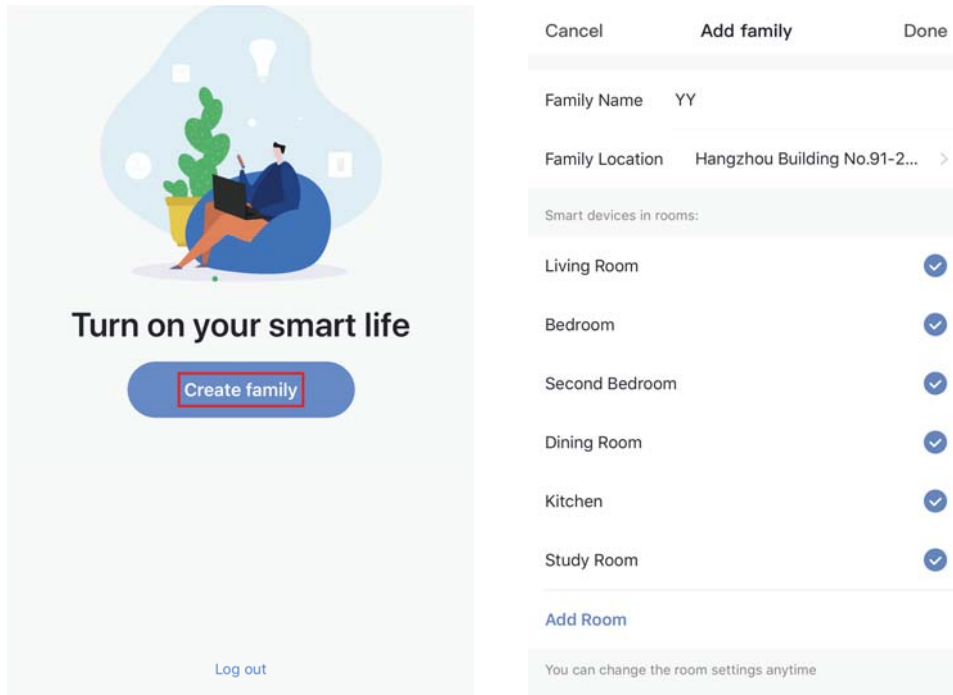 Turn on your smart life
Create family
Log out
Cancel Add family Done
Family Name YY
Family Location Hangzhou Building No.91-2... >
Smart devices in rooms:
Living Room
Bedroom
Second Bedroom
Dining Room
Kitchen
Study Room
Add Room
You can change the room settings anytime